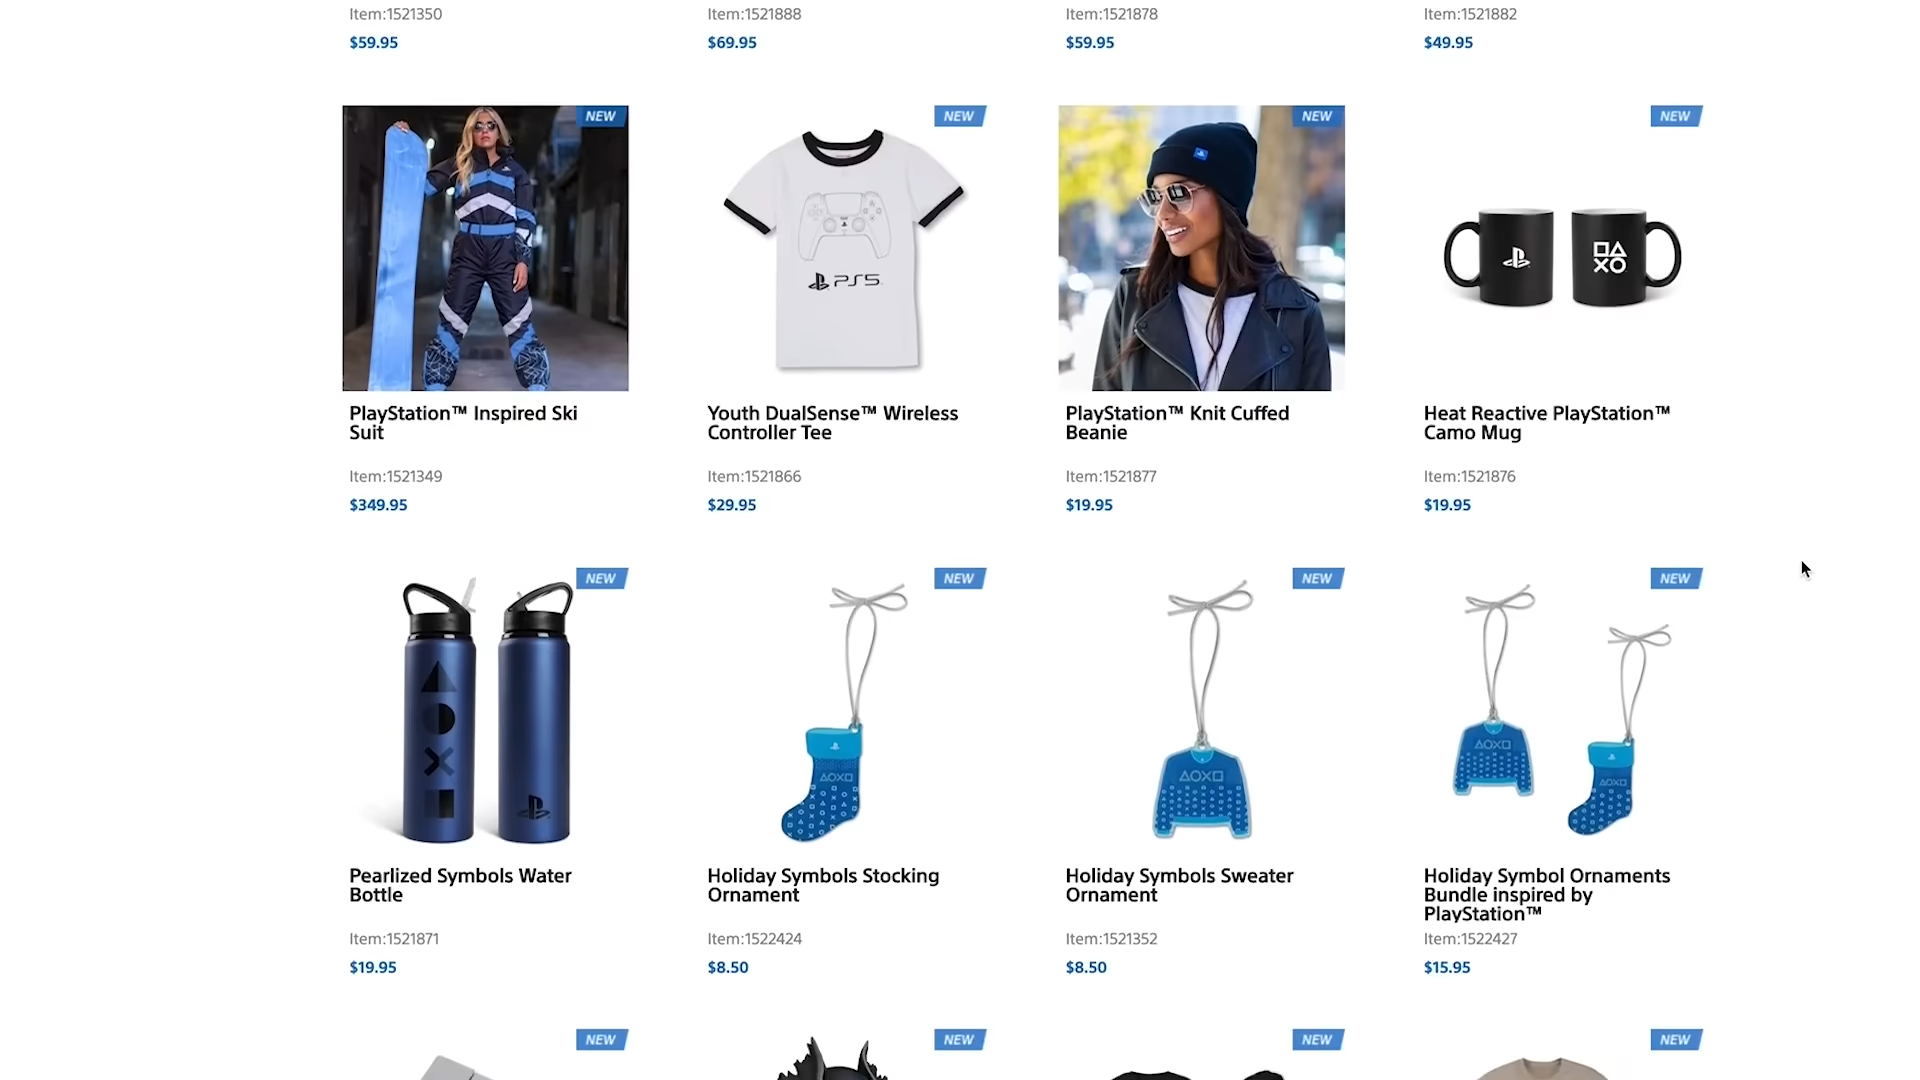 Item:1521350
$59.95
Item:1521888
$69.95
Item:1521878
$59.95
Item:1521882
$49.95
NEW
PlayStation™ Inspired Ski
Suit
Item:1521349
$349.95
NEW
PS5
Youth DualSense™ Wireless
Controller Tee
Item:1521866
$29.95
NEW
PlayStation™ Knit Cuffed
Beanie
Item:1521877
$19.95
NEW
Heat Reactive PlayStation™
Camo Mug
Item:1521876
$19.95
NEW
Pearlized Symbols Water
Bottle
Item:1521871
$19.95
NEW
Holiday Symbols Stocking
Ornament
Item:1522424
$8.50
NEW
Holiday Symbols Sweater
Ornament
Item:1521352
$8.50
NEW
Holiday Symbol Ornaments
Bundle inspired by
PlayStation™
Item:1522427
$15.95
NEW
NEW
NEW
NEW